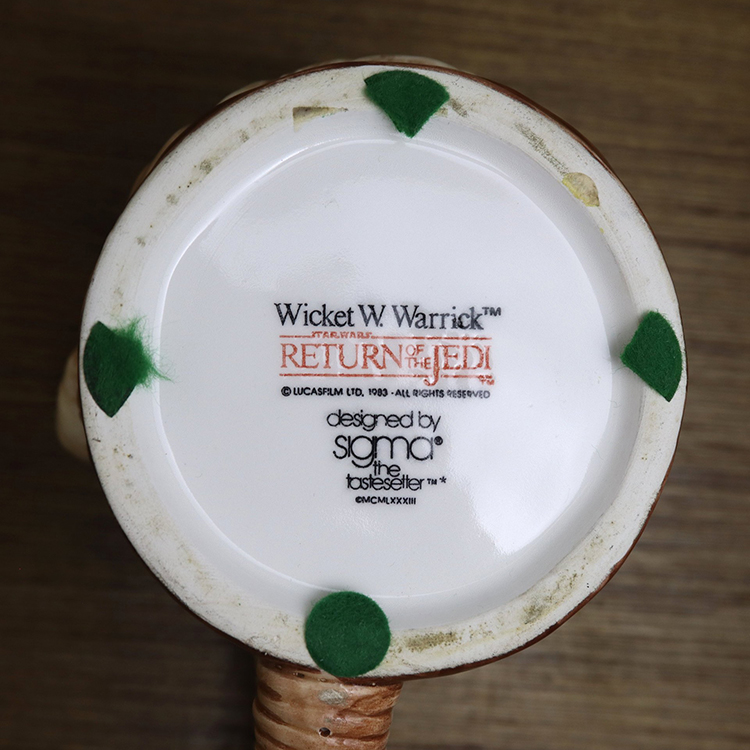 Wicket W. Warrick™
STAR WARS
RETURN OF THE JEDI
© LUCASFILM LTD. 1983 - ALL RIGHTS RESERVED
designed by
sigma®
the
tastesetter™*
©MCMLXXXIII